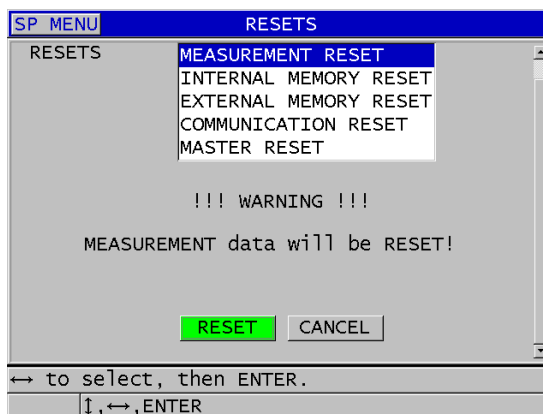 SP MENU RESETS
RESETS MEASUREMENT RESET
INTERNAL MEMORY RESET
EXTERNAL MEMORY RESET
COMMUNICATION RESET
MASTER RESET
!!! WARNING !!!
MEASUREMENT data will be RESET!
RESET CANCEL
↔ to select, then ENTER.
↕,↔,ENTER